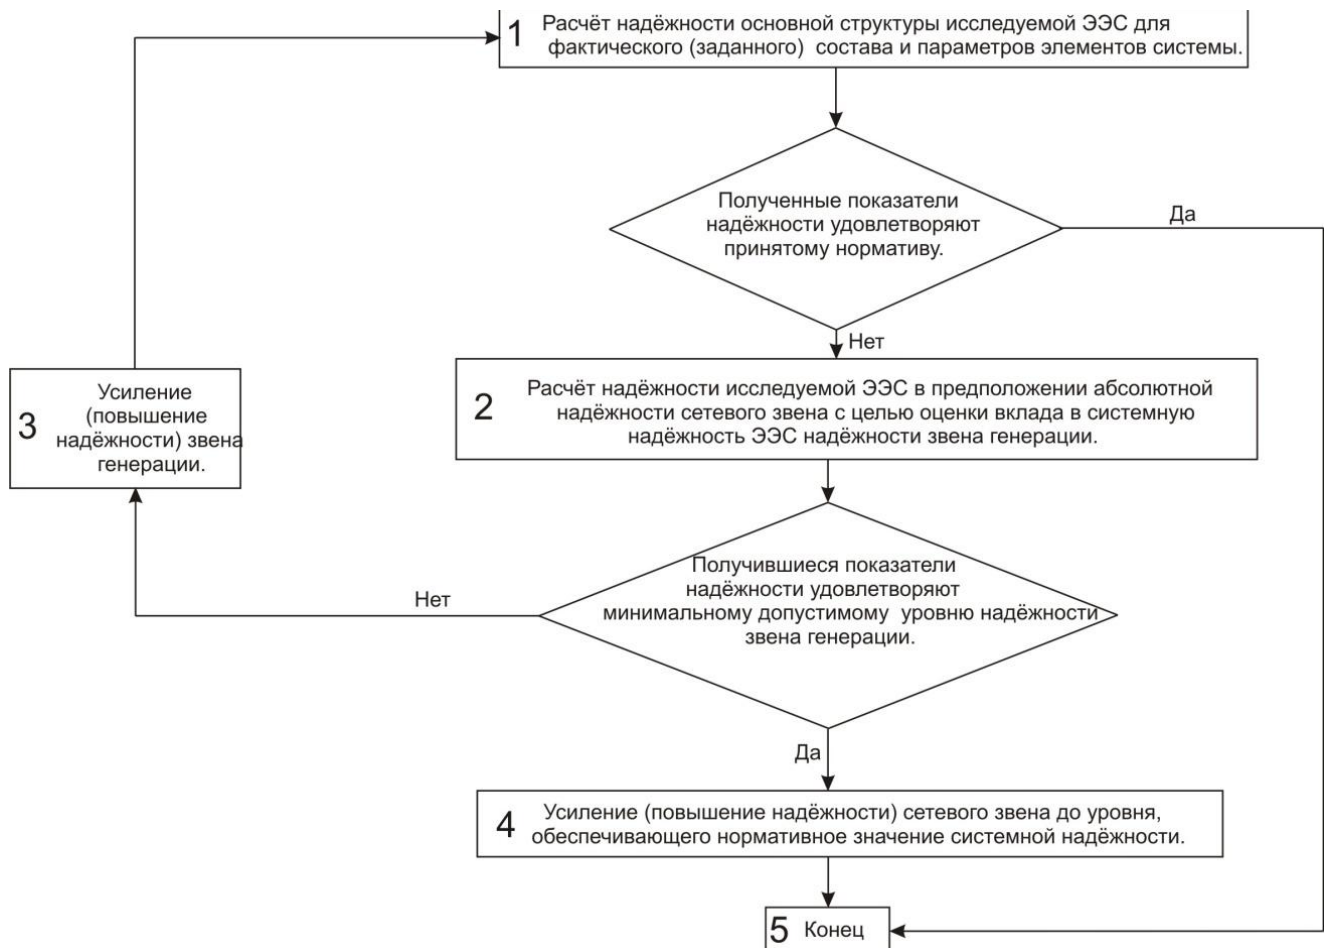 1 Расчёт надёжности основной структуры исследуемой ЭЭС для
фактического (заданного) состава и параметров элементов системы.
Полученные показатели
надёжности удовлетворяют
принятому нормативу.
Да
Нет
2 Расчёт надёжности исследуемой ЭЭС в предположении абсолютной
надёжности сетевого звена с целью оценки вклада в системную
надёжность ЭЭС надёжности звена генерации.
3 Усиление
(повышение
надёжности) звена
генерации.
Получившиеся показатели
надёжности удовлетворяют
минимальному допустимому уровню надёжности
звена генерации.
Нет
Да
4 Усиление (повышение надёжности) сетевого звена до уровня,
обеспечивающего нормативное значение системной надёжности.
5 Конец